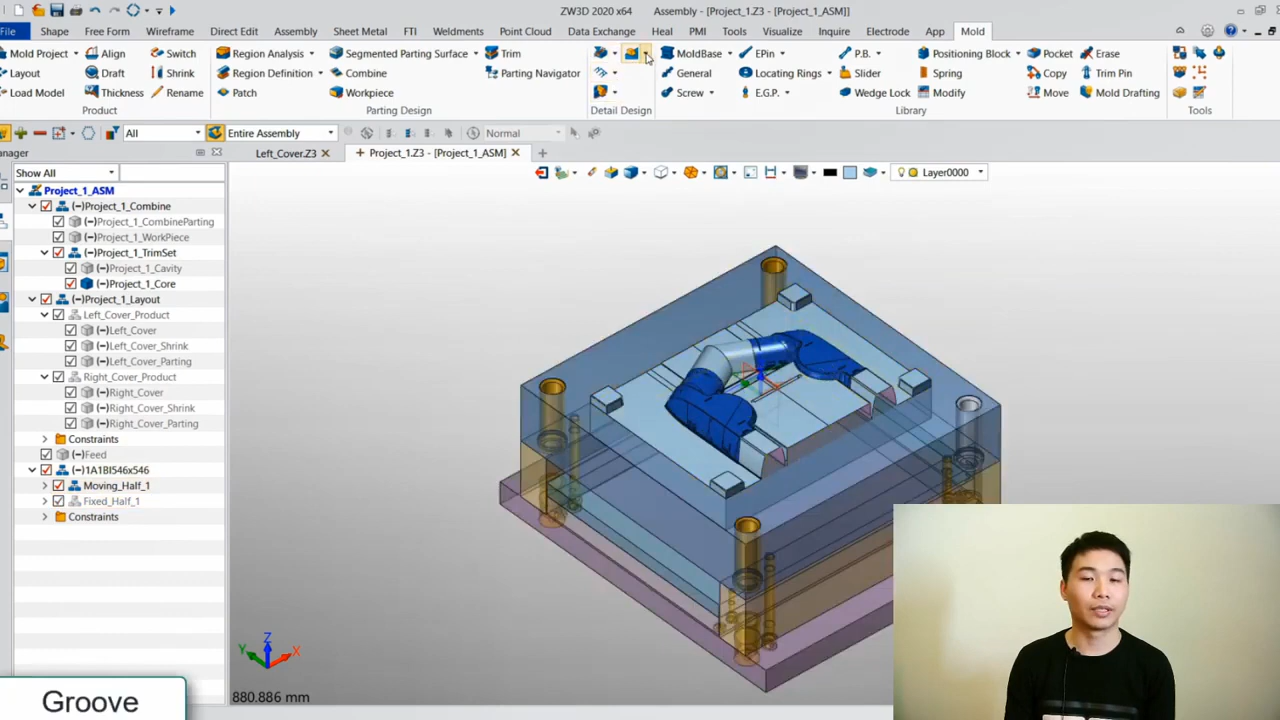 ZW3D 2020 x64 Assembly - [Project_1.Z3 - [Project_1_ASM]]
File Shape Free Form Wireframe Direct Edit Assembly Sheet Metal FTI Weldments Point Cloud Data Exchange Heal PMI Tools Visualize Inquire Electrode App Mold
Mold Project Align Switch Region Analysis Segmented Parting Surface Trim MoldBase EPin P.B. Positioning Block Pocket Erase
Layout Draft Shrink Region Definition Combine Parting Navigator General Locating Rings Slider Spring Copy Trim Pin
Load Model Thickness Rename Patch Workpiece Screw E.G.P. Wedge Lock Modify Move Mold Drafting
Product Parting Design Detail Design Library Tools
All Entire Assembly Normal
nager Left_Cover.Z3 Project_1.Z3 - [Project_1_ASM]
Show All Layer0000
Project_1_ASM
(-)Project_1_Combine
(-)Project_1_CombineParting
(-)Project_1_WorkPiece
(-)Project_1_TrimSet
(-)Project_1_Cavity
(-)Project_1_Core
(-)Project_1_Layout
Left_Cover_Product
(-)Left_Cover
(-)Left_Cover_Shrink
(-)Left_Cover_Parting
Right_Cover_Product
(-)Right_Cover
(-)Right_Cover_Shrink
(-)Right_Cover_Parting
Constraints
(-)Feed
(-)1A1BI546x546
Moving_Half_1
Fixed_Half_1
Constraints
Z
Y
X
880.886 mm
Groove